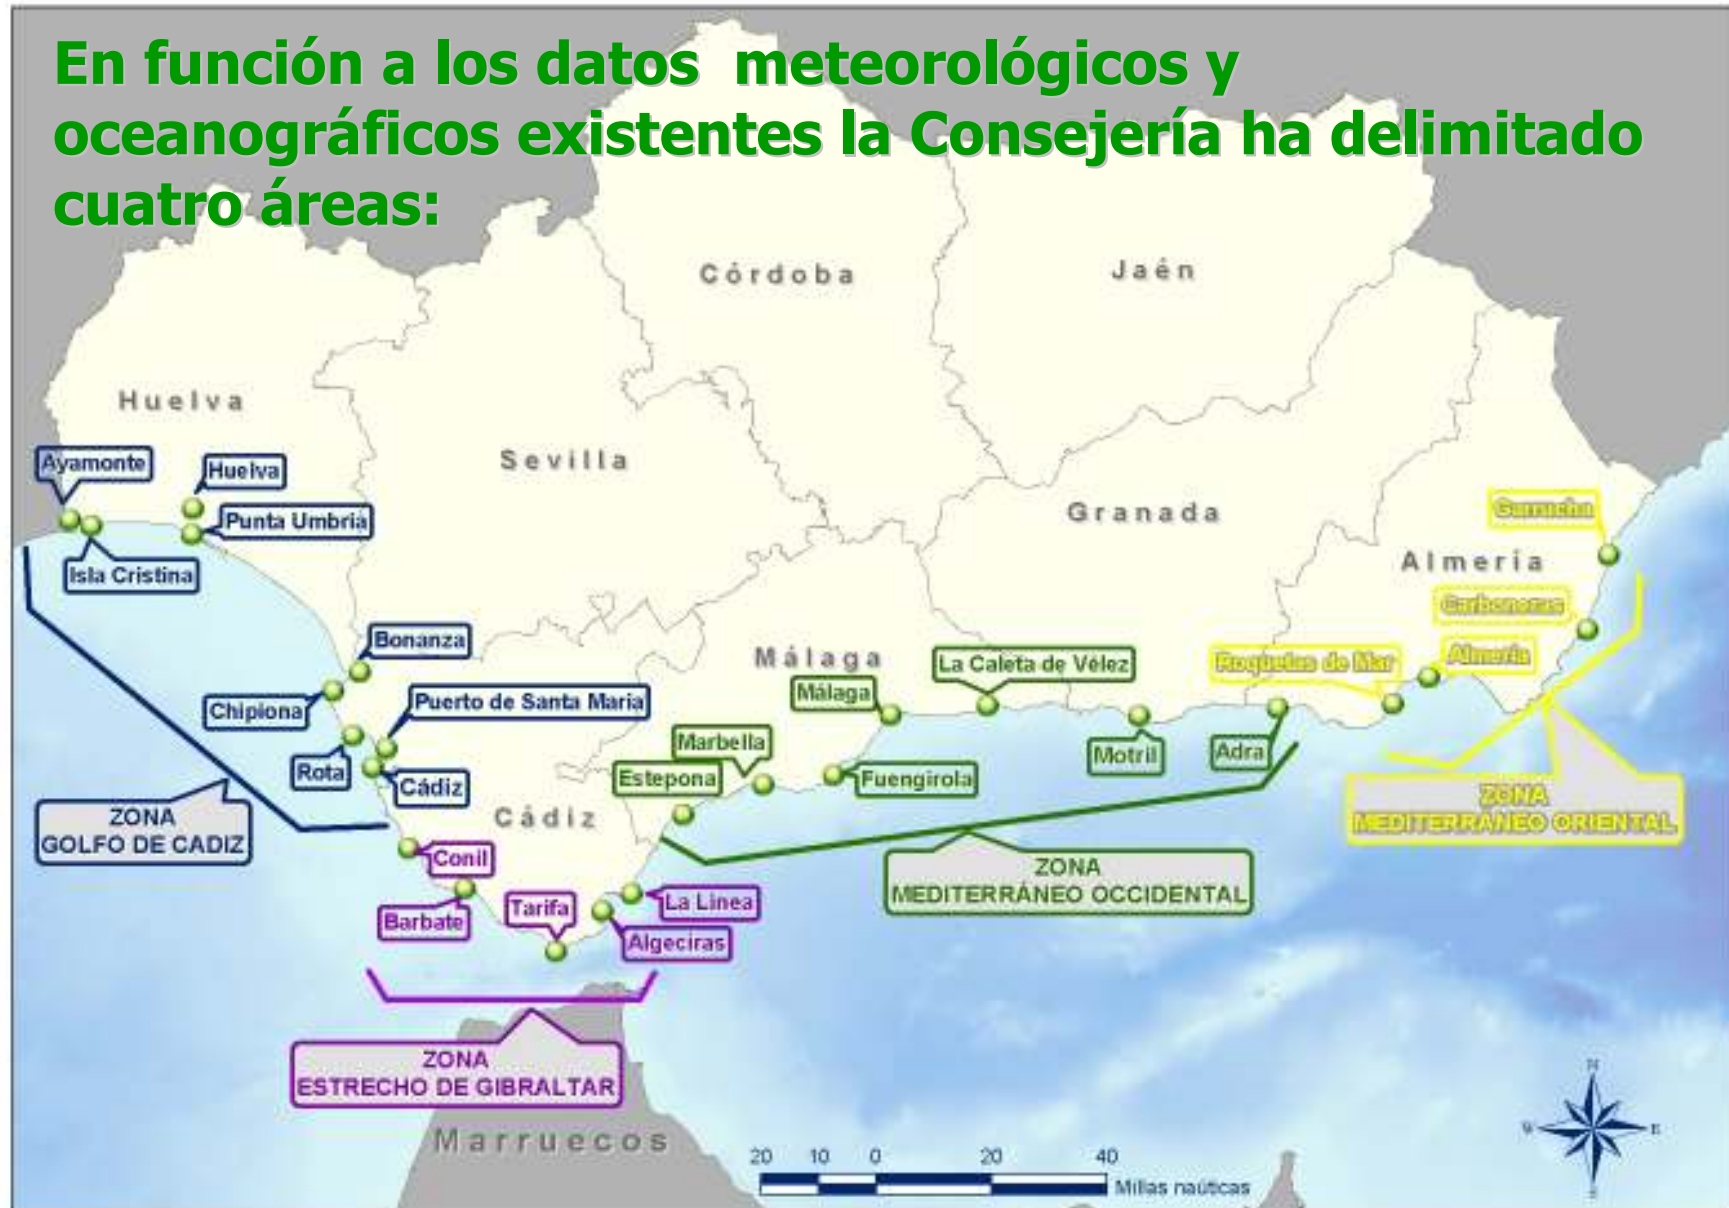 En función a los datos meteorológicos y
oceanográficos existentes la Consejería ha delimitado
cuatro áreas:
Córdoba
Jaén
Huelva
Sevilla
Granada
Almería
Málaga
Cádiz
Marruecos
Ayamonte
Huelva
Punta Umbria
Isla Cristina
Bonanza
Chipiona
Puerto de Santa Maria
Rota
Cádiz
ZONA
GOLFO DE CADIZ
Conil
Barbate
Tarifa
La Linea
Algeciras
ZONA
ESTRECHO DE GIBRALTAR
Estepona
Marbella
Fuengirola
Málaga
La Caleta de Vélez
Motril
Adra
ZONA
MEDITERRÁNEO OCCIDENTAL
Roquetas de Mar
Almería
Carboneras
Garrucha
ZONA
MEDITERRÁNEO ORIENTAL
20 10 0 20 40
Millas naúticas
N
W
E
S